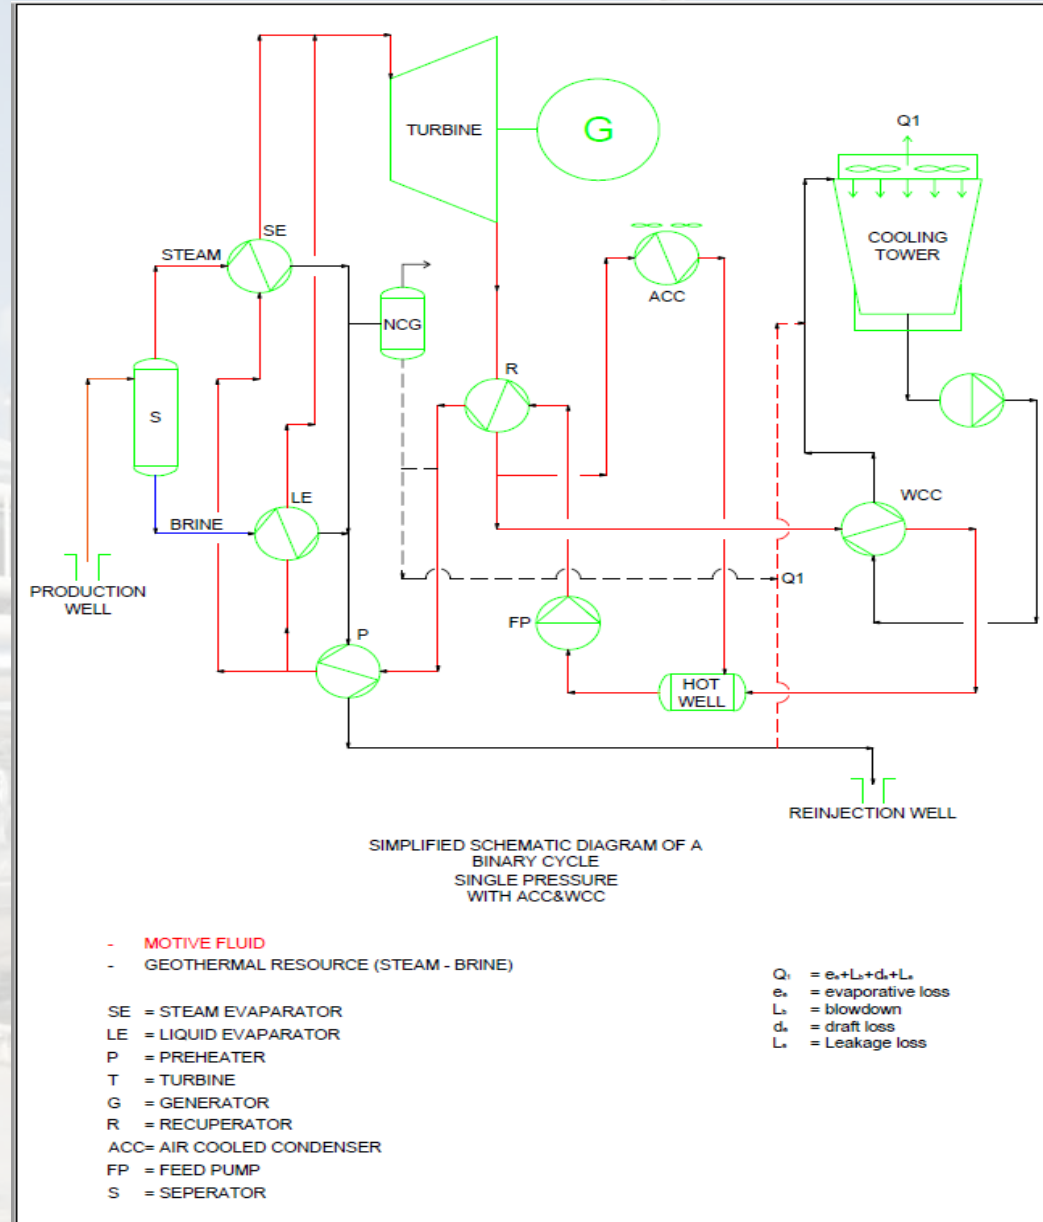 Q1
TURBINE
G
SE
STEAM
COOLING
TOWER
ACC
NCG
R
S
LE
WCC
BRINE
PRODUCTION
WELL
Q1
FP
P
HOT
WELL
REINJECTION WELL
SIMPLIFIED SCHEMATIC DIAGRAM OF A
BINARY CYCLE
SINGLE PRESSURE
WITH ACC&WCC
- MOTIVE FLUID
- GEOTHERMAL RESOURCE (STEAM - BRINE)
SE = STEAM EVAPARATOR
LE = LIQUID EVAPARATOR
P = PREHEATER
T = TURBINE
G = GENERATOR
R = RECUPERATOR
ACC= AIR COOLED CONDENSER
FP = FEED PUMP
S = SEPERATOR
= evaporative loss
= blowdown
= draft loss
= Leakage loss